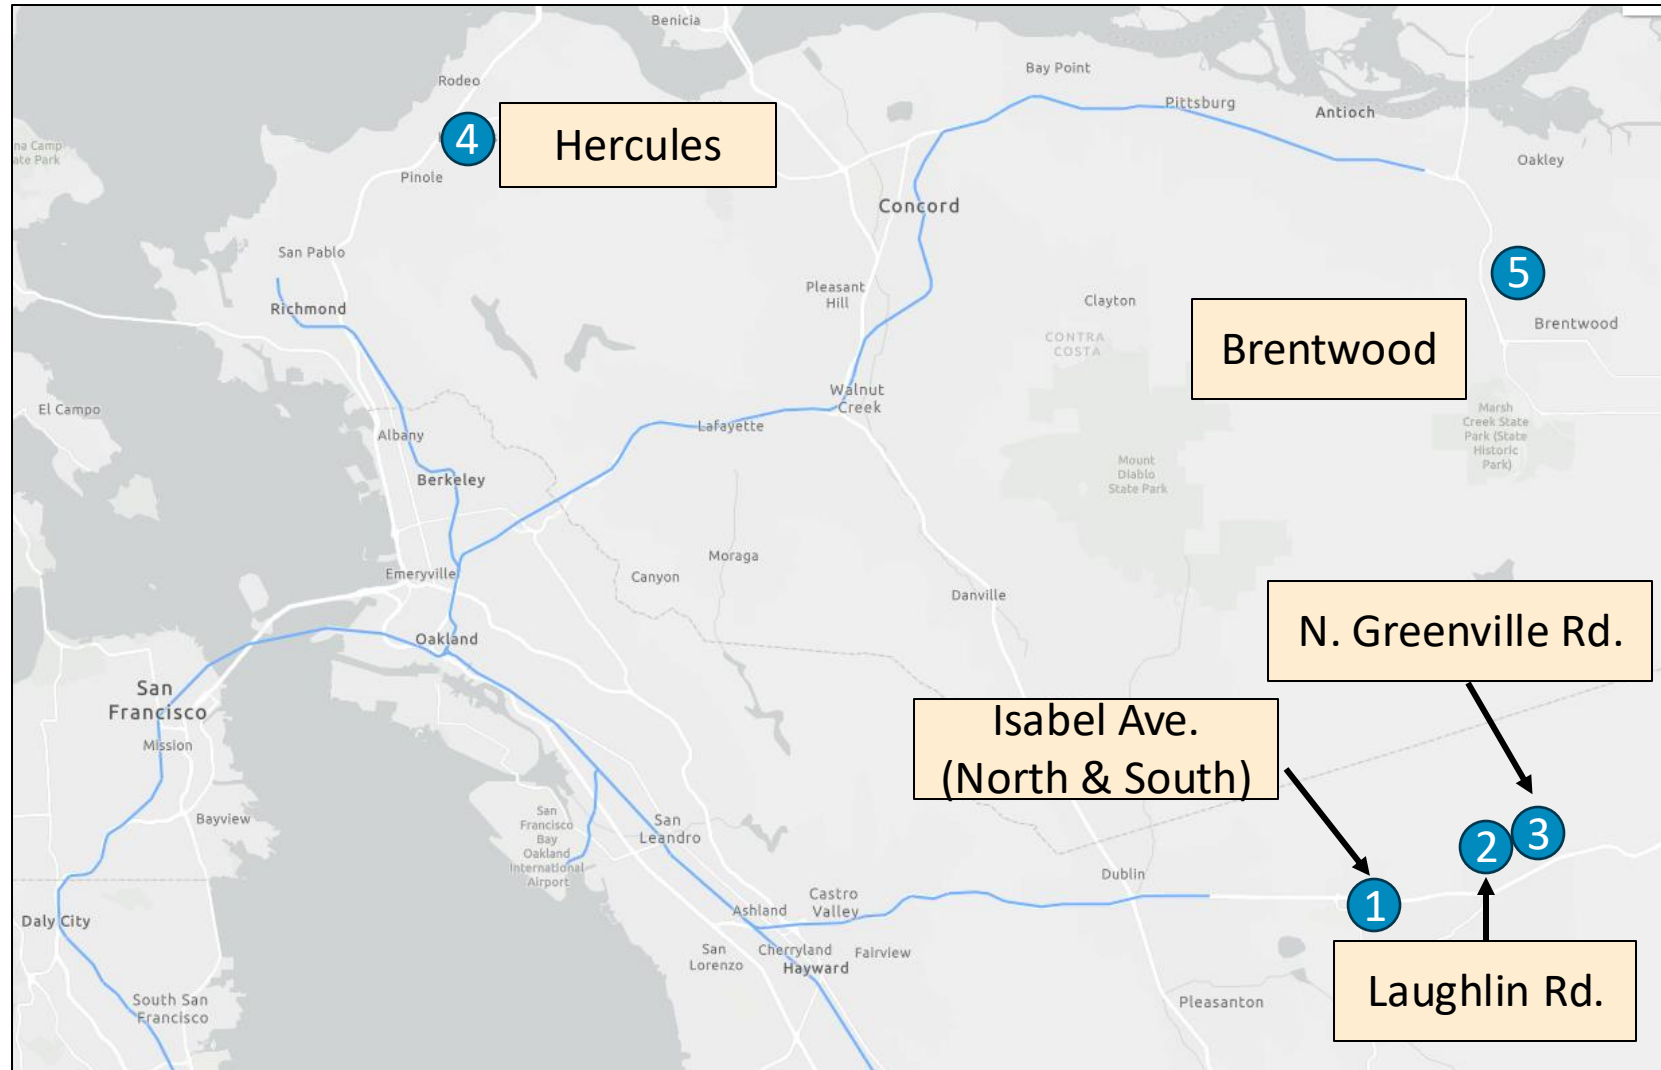 Benicia
Rodeo
Bay Point
Pittsburg
Antioch
4
Hercules
na Camp
ate Park
Oakley
Pinole
Concord
San Pablo
5
Richmond
Pleasant
Hill
Clayton
Brentwood
CONTRA
COSTA
Brentwood
El Campo
Walnut
Creek
Marsh
Creek State
Park (State
Historic
Park)
Lafayette
Albany
Berkeley
Mount
Diablo
State Park
Moraga
Emeryville
Canyon
Danville
N. Greenville Rd.
Oakland
San
Francisco
Mission
Isabel Ave.
(North & South)
Bayview
San
Francisco
Bay
Oakland
International
Airport
San
Leandro
2
3
Dublin
Castro
Valley
1
Ashland
Daly City
San
Lorenzo
Cherryland
Hayward
Fairview
Laughlin Rd.
South San
Francisco
Pleasanton